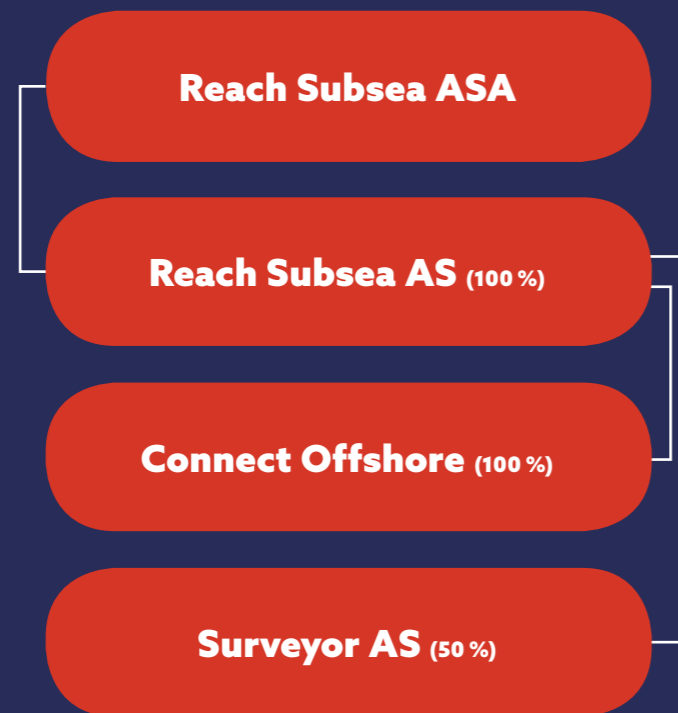 Reach Subsea ASA
Reach Subsea AS (100 %)
Connect Offshore (100 %)
Surveyor AS (50 %)